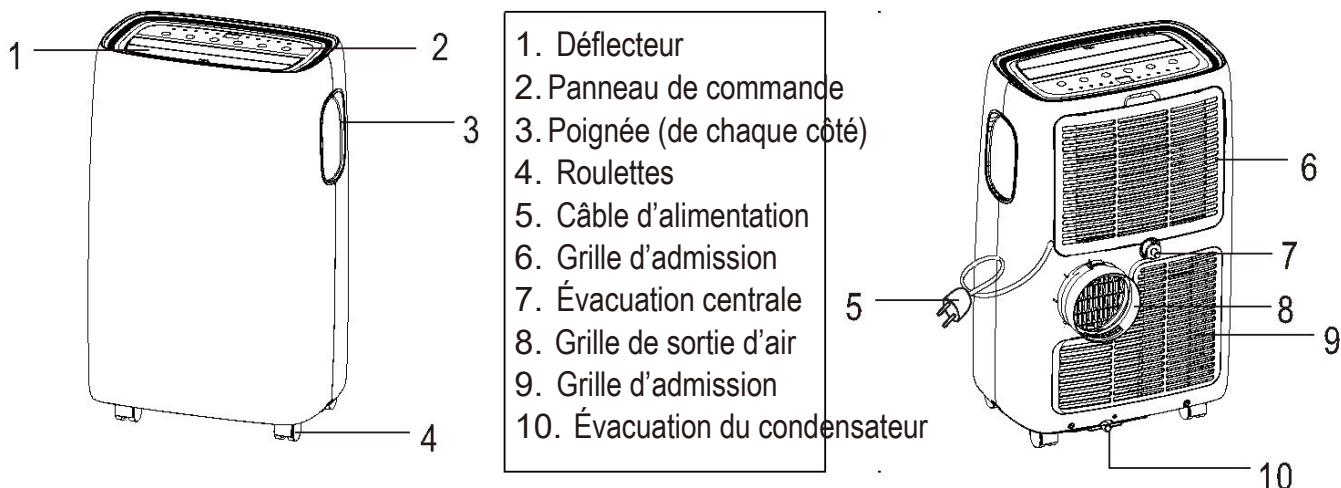 1
2
3
4
1. Déflecteur
2. Panneau de commande
3. Poignée (de chaque côté)
4. Roulettes
5. Câble d’alimentation
6. Grille d’admission
7. Évacuation centrale
8. Grille de sortie d’air
9. Grille d’admission
10. Évacuation du condensateur
5
6
7
8
9
10